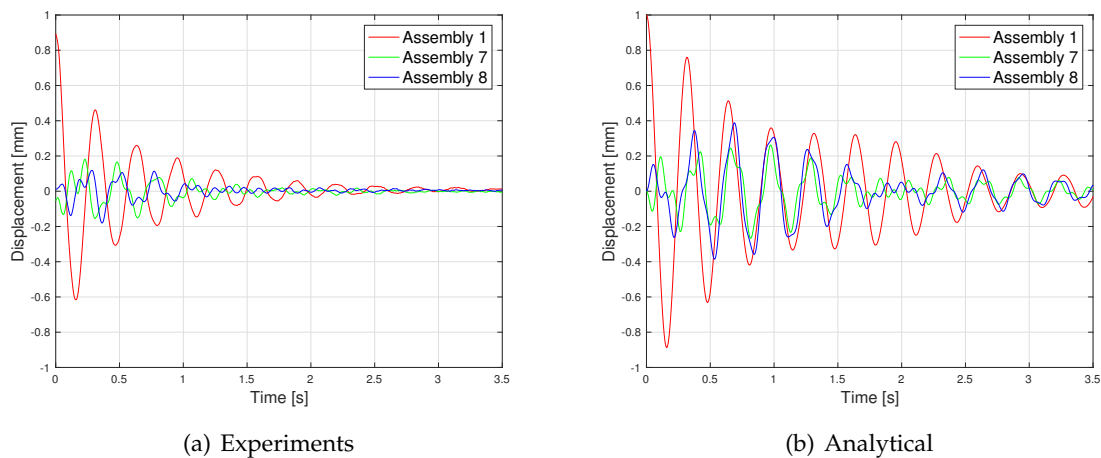 1
0.8
0.6
0.4
0.2
0
-0.2
-0.4
-0.6
-0.8
-1
Displacement [mm]
0 0.5 1 1.5 2 2.5 3 3.5
Time [s]
Assembly 1
Assembly 7
Assembly 8
(a) Experiments
1
0.8
0.6
0.4
0.2
0
-0.2
-0.4
-0.6
-0.8
-1
Displacement [mm]
0 0.5 1 1.5 2 2.5 3 3.5
Time [s]
Assembly 1
Assembly 7
Assembly 8
(b) Analytical